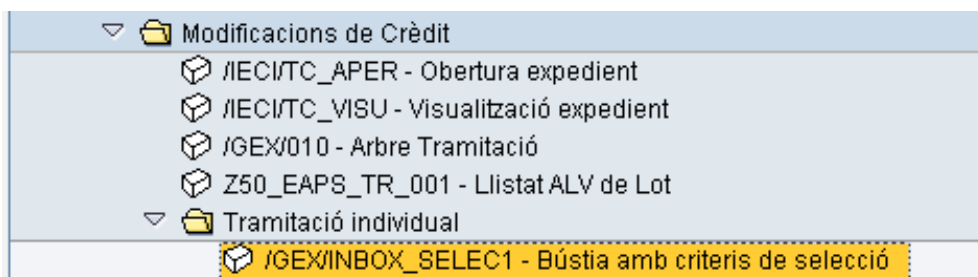 Modificacions de Crèdit
/IECI/TC_APER - Obertura expedient
/IECI/TC_VISU - Visualització expedient
/GEX/010 - Arbre Tramitació
Z50_EAPS_TR_001 - Llistat ALV de Lot
Tramitació individual
/GEX/INBOX_SELEC1 - Bústia amb criteris de selecció